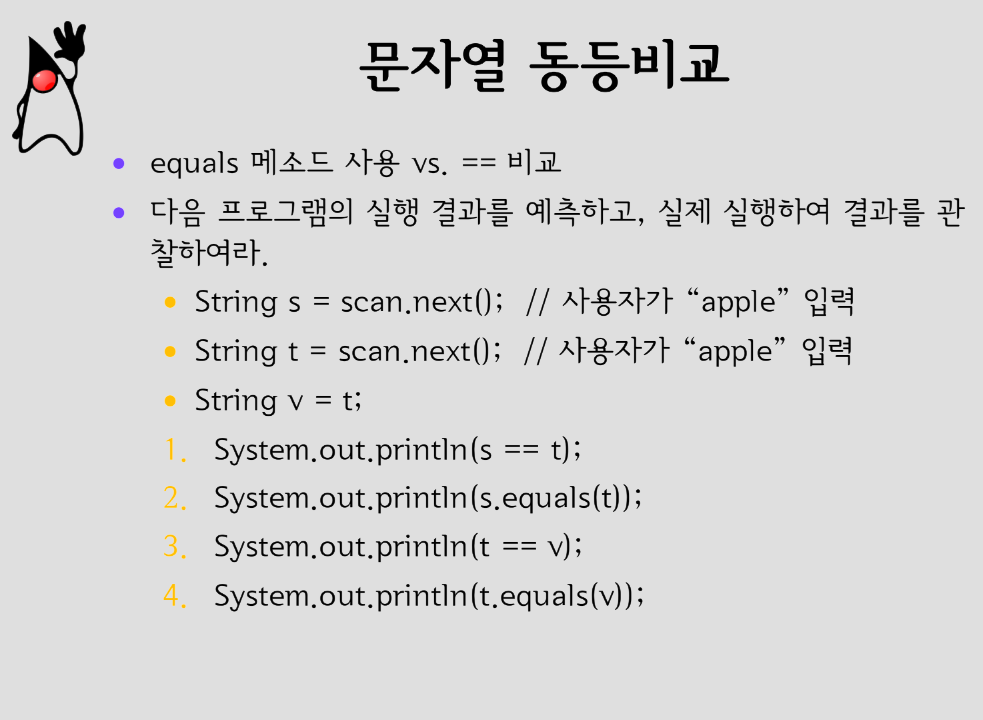 문자열 동등비교
• equals 메소드 사용 vs. == 비교
• 다음 프로그램의 실행 결과를 예측하고, 실제 실행하여 결과를 관
찰하여라.
• String s = scan.next(); // 사용자가 “apple” 입력
• String t = scan.next(); // 사용자가 “apple” 입력
• String v = t;
1. System.out.println(s == t);
2. System.out.println(s.equals(t));
3. System.out.println(t == v);
4. System.out.println(t.equals(v));